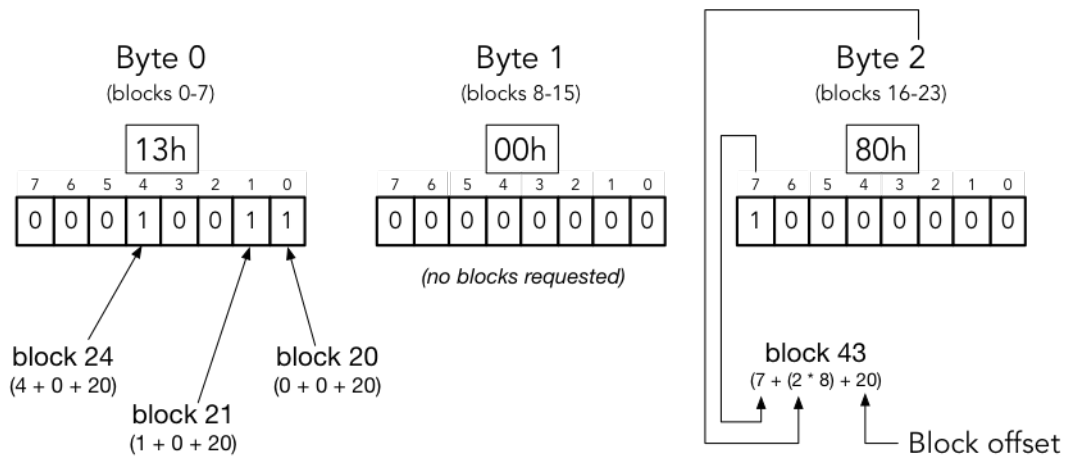 Byte 0
(blocks 0-7)
13h
7 6 5 4 3 2 1 0
0 0 0 1 0 0 1 1
block 24
(4 + 0 + 20)
block 21
(1 + 0 + 20)
block 20
(0 + 0 + 20)
Byte 1
(blocks 8-15)
00h
7 6 5 4 3 2 1 0
0 0 0 0 0 0 0 0
(no blocks requested)
Byte 2
(blocks 16-23)
80h
7 6 5 4 3 2 1 0
1 0 0 0 0 0 0 0
block 43
(7 + (2 * 8) + 20)
Block offset